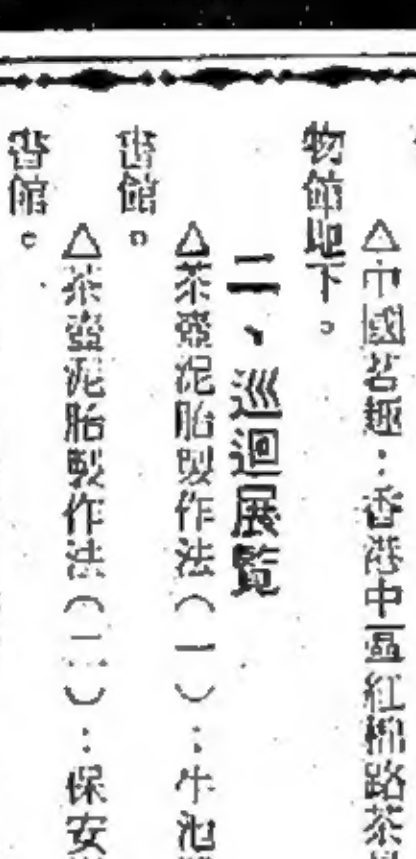 △中國茗趣：香港中區紅棉路茶
物館地下。
二、巡迴展覽
△茶壺泥胎製作法（一）：牛池
書館。
△茶壺泥胎製作法（二）：保安
書館。